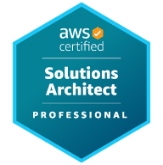 aws
certified
Solutions
Architect
PROFESSIONAL